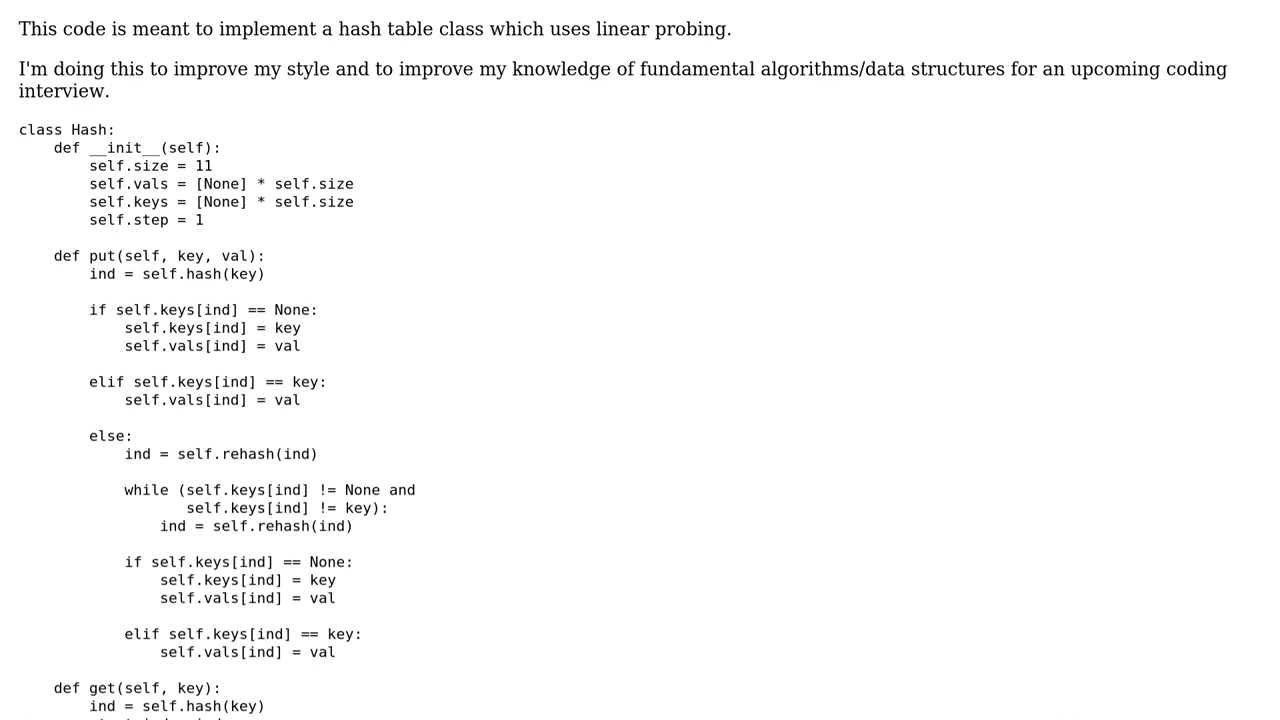 This code is meant to implement a hash table class which uses linear probing.
I'm doing this to improve my style and to improve my knowledge of fundamental algorithms/data structures for an upcoming coding
interview.
class Hash:
    def __init__(self):
        self.size = 11
        self.vals = [None] * self.size
        self.keys = [None] * self.size
        self.step = 1

    def put(self, key, val):
        ind = self.hash(key)

        if self.keys[ind] == None:
            self.keys[ind] = key
            self.vals[ind] = val

        elif self.keys[ind] == key:
            self.vals[ind] = val

        else:
            ind = self.rehash(ind)

            while (self.keys[ind] != None and
                   self.keys[ind] != key):
                ind = self.rehash(ind)

            if self.keys[ind] == None:
                self.keys[ind] = key
                self.vals[ind] = val

            elif self.keys[ind] == key:
                self.vals[ind] = val

    def get(self, key):
        ind = self.hash(key)